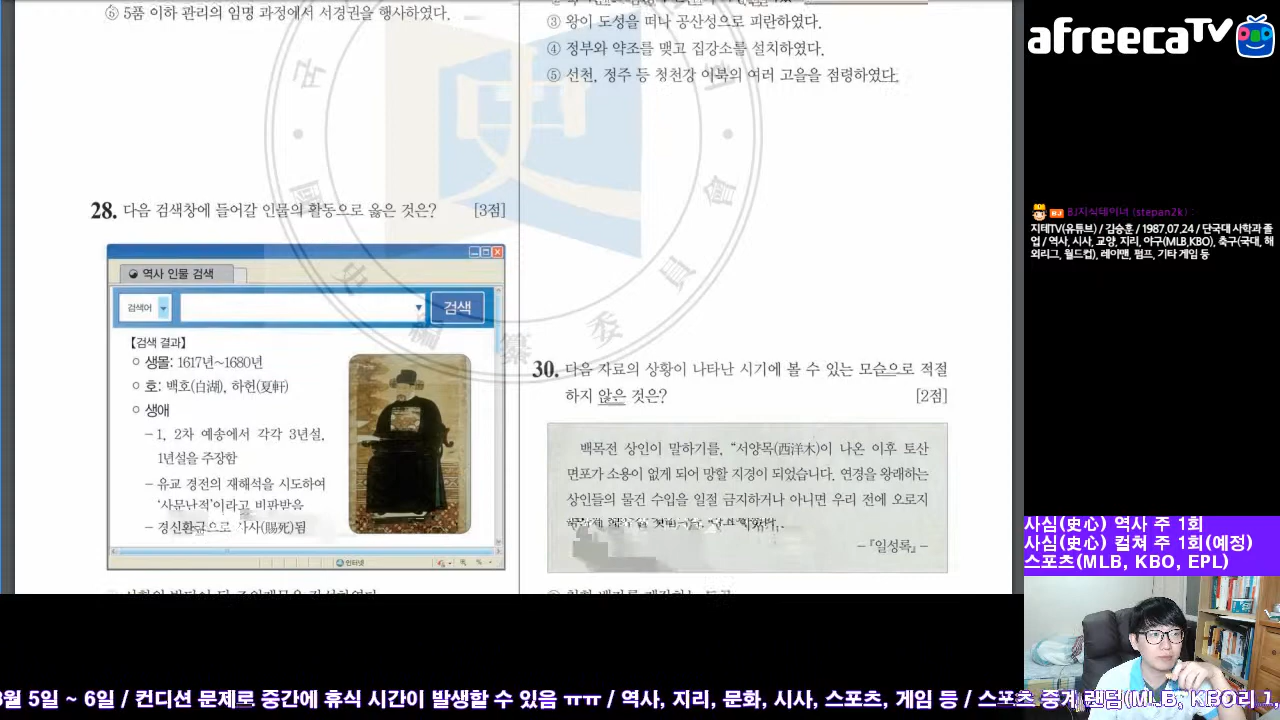 ⑤ 5품 이하 관리의 임명 과정에서 서경권을 행사하였다.
28. 다음 검색창에 들어갈 인물의 활동으로 옳은 것은? [3점]
역사 인물 검색
검색어
검색
【검색 결과】
○ 생몰: 1617년~1680년
○ 호: 백호(白湖), 하헌(夏軒)
○ 생애
– 1, 2차 예송에서 각각 3년설,
1년설을 주장함
– 유교 경전의 재해석을 시도하여
‘사문난적’이라고 비판받음
– 경신환국으로 사사(賜死)됨
인터넷
③ 왕이 도성을 떠나 공산성으로 피란하였다.
④ 정부와 약조를 맺고 집강소를 설치하였다.
⑤ 선천, 정주 등 청천강 이북의 여러 고을을 점령하였다.
30. 다음 자료의 상황이 나타난 시기에 볼 수 있는 모습으로 적절
하지 않은 것은? [2점]
백목전 상인이 말하기를, “서양목(西洋木)이 나온 이후 토산
면포가 소용이 없게 되어 망할 지경이 되었습니다. 연경을 왕래하는
상인들의 물건 수입을 일절 금지하거나 아니면 우리 전에 오로지
–『일성록』–
史
afreecaTV
BJ지식테이너 (stepan2k) :
지테TV(유튜브) / 김승훈 / 1987.07.24 / 단국대 사학과 졸
업 / 역사, 시사, 교양, 지리, 야구(MLB,KBO), 축구(국대, 해
외리그, 월드컵), 레이맨, 펌프, 기타 게임 등
사심(史心) 역사 주 1회
사심(史心) 컬쳐 주 1회(예정)
스포츠(MLB, KBO, EPL)
월 5일 ~ 6일 / 컨디션 문제로 중간에 휴식 시간이 발생할 수 있음 ㅠㅠ / 역사, 지리, 문화, 시사, 스포츠, 게임 등 / 스포츠 중계 랜덤(MLB, KBO리